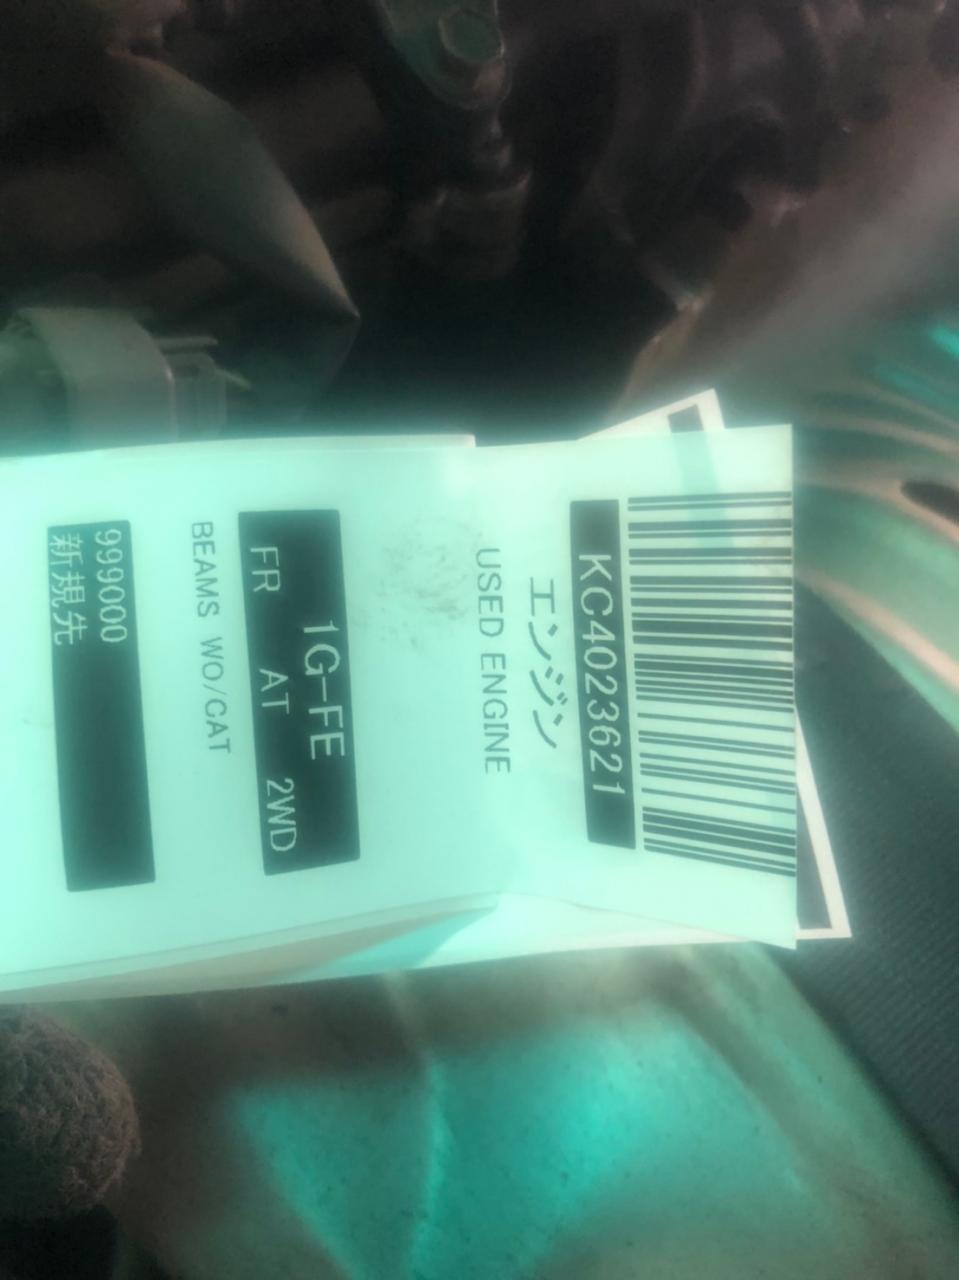 KC4023621
エンジン
USED ENGINE
1G-FE
FR AT 2WD
BEAMS WO/CAT
999000
新規先